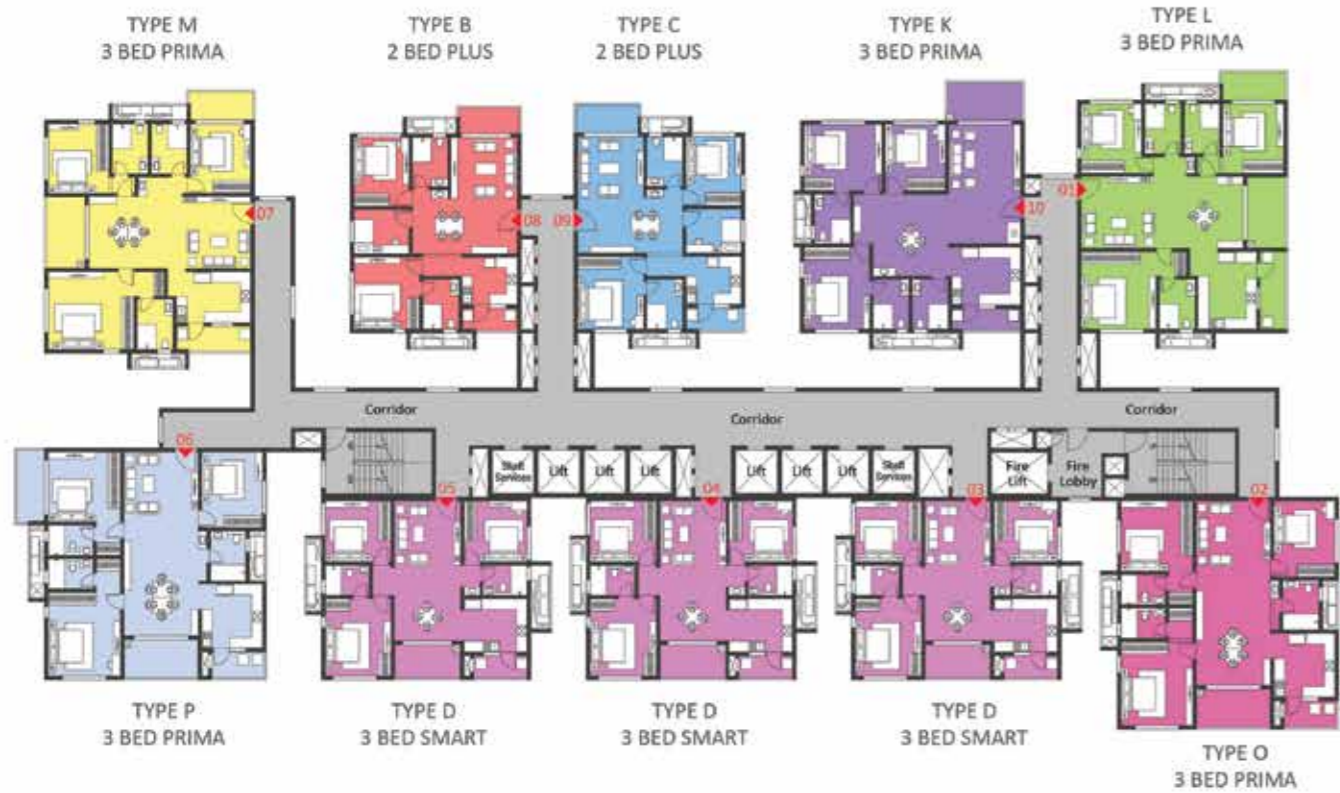 TYPE M
3 BED PRIMA
TYPE B
2 BED PLUS
TYPE C
2 BED PLUS
TYPE K
3 BED PRIMA
TYPE L
3 BED PRIMA
07
08
09
10
01
Corridor
Corridor
Corridor
06
05
Shaft
Services
Lift
Lift
Lift
04
Lift
Lift
Lift
Shaft
Services
03
Fire
Lift
Fire
Lobby
02
TYPE P
3 BED PRIMA
TYPE D
3 BED SMART
TYPE D
3 BED SMART
TYPE D
3 BED SMART
TYPE O
3 BED PRIMA